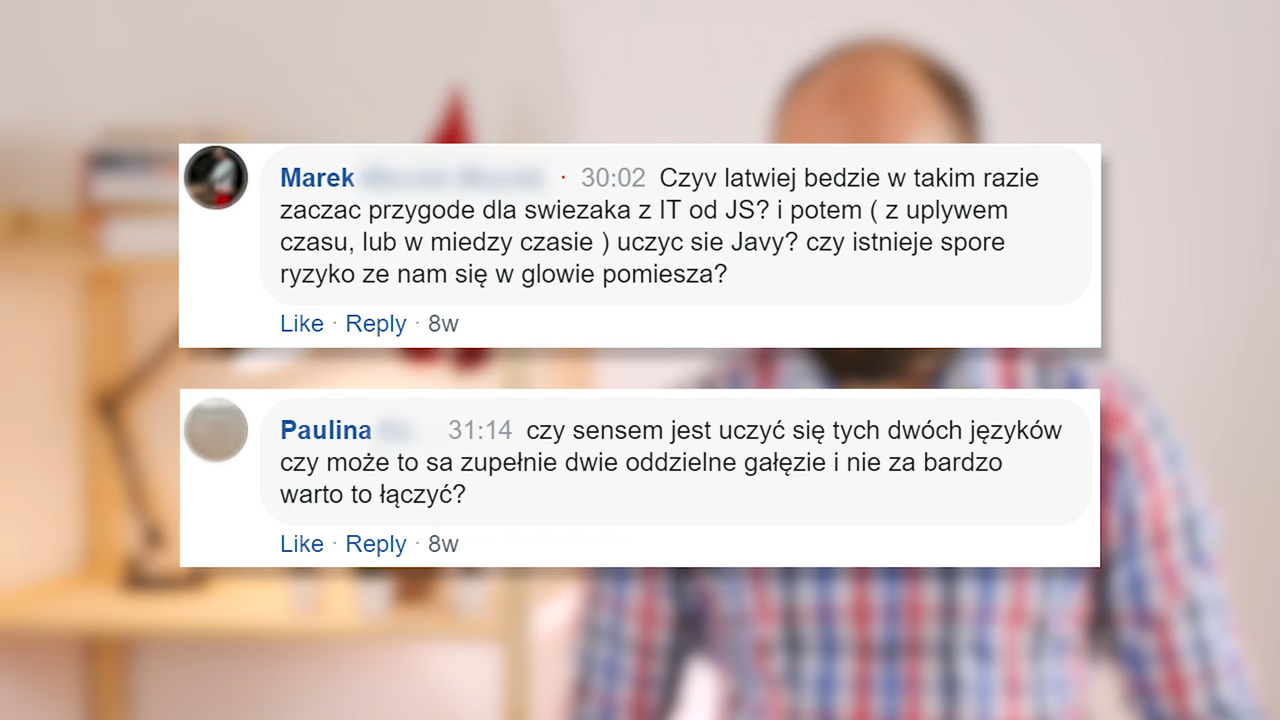 Marek · 30:02 Czyv latwiej bedzie w takim razie
zaczac przygode dla swiezaka z IT od JS? i potem ( z uplywem
czasu, lub w miedzy czasie ) uczyc sie Javy? czy istnieje spore
ryzyko ze nam się w glowie pomiesza?
Like · Reply · 8w
Paulina 31:14 czy sensem jest uczyć się tych dwóch języków
czy może to sa zupełnie dwie oddzielne gałęzie i nie za bardzo
warto to łączyć?
Like · Reply · 8w